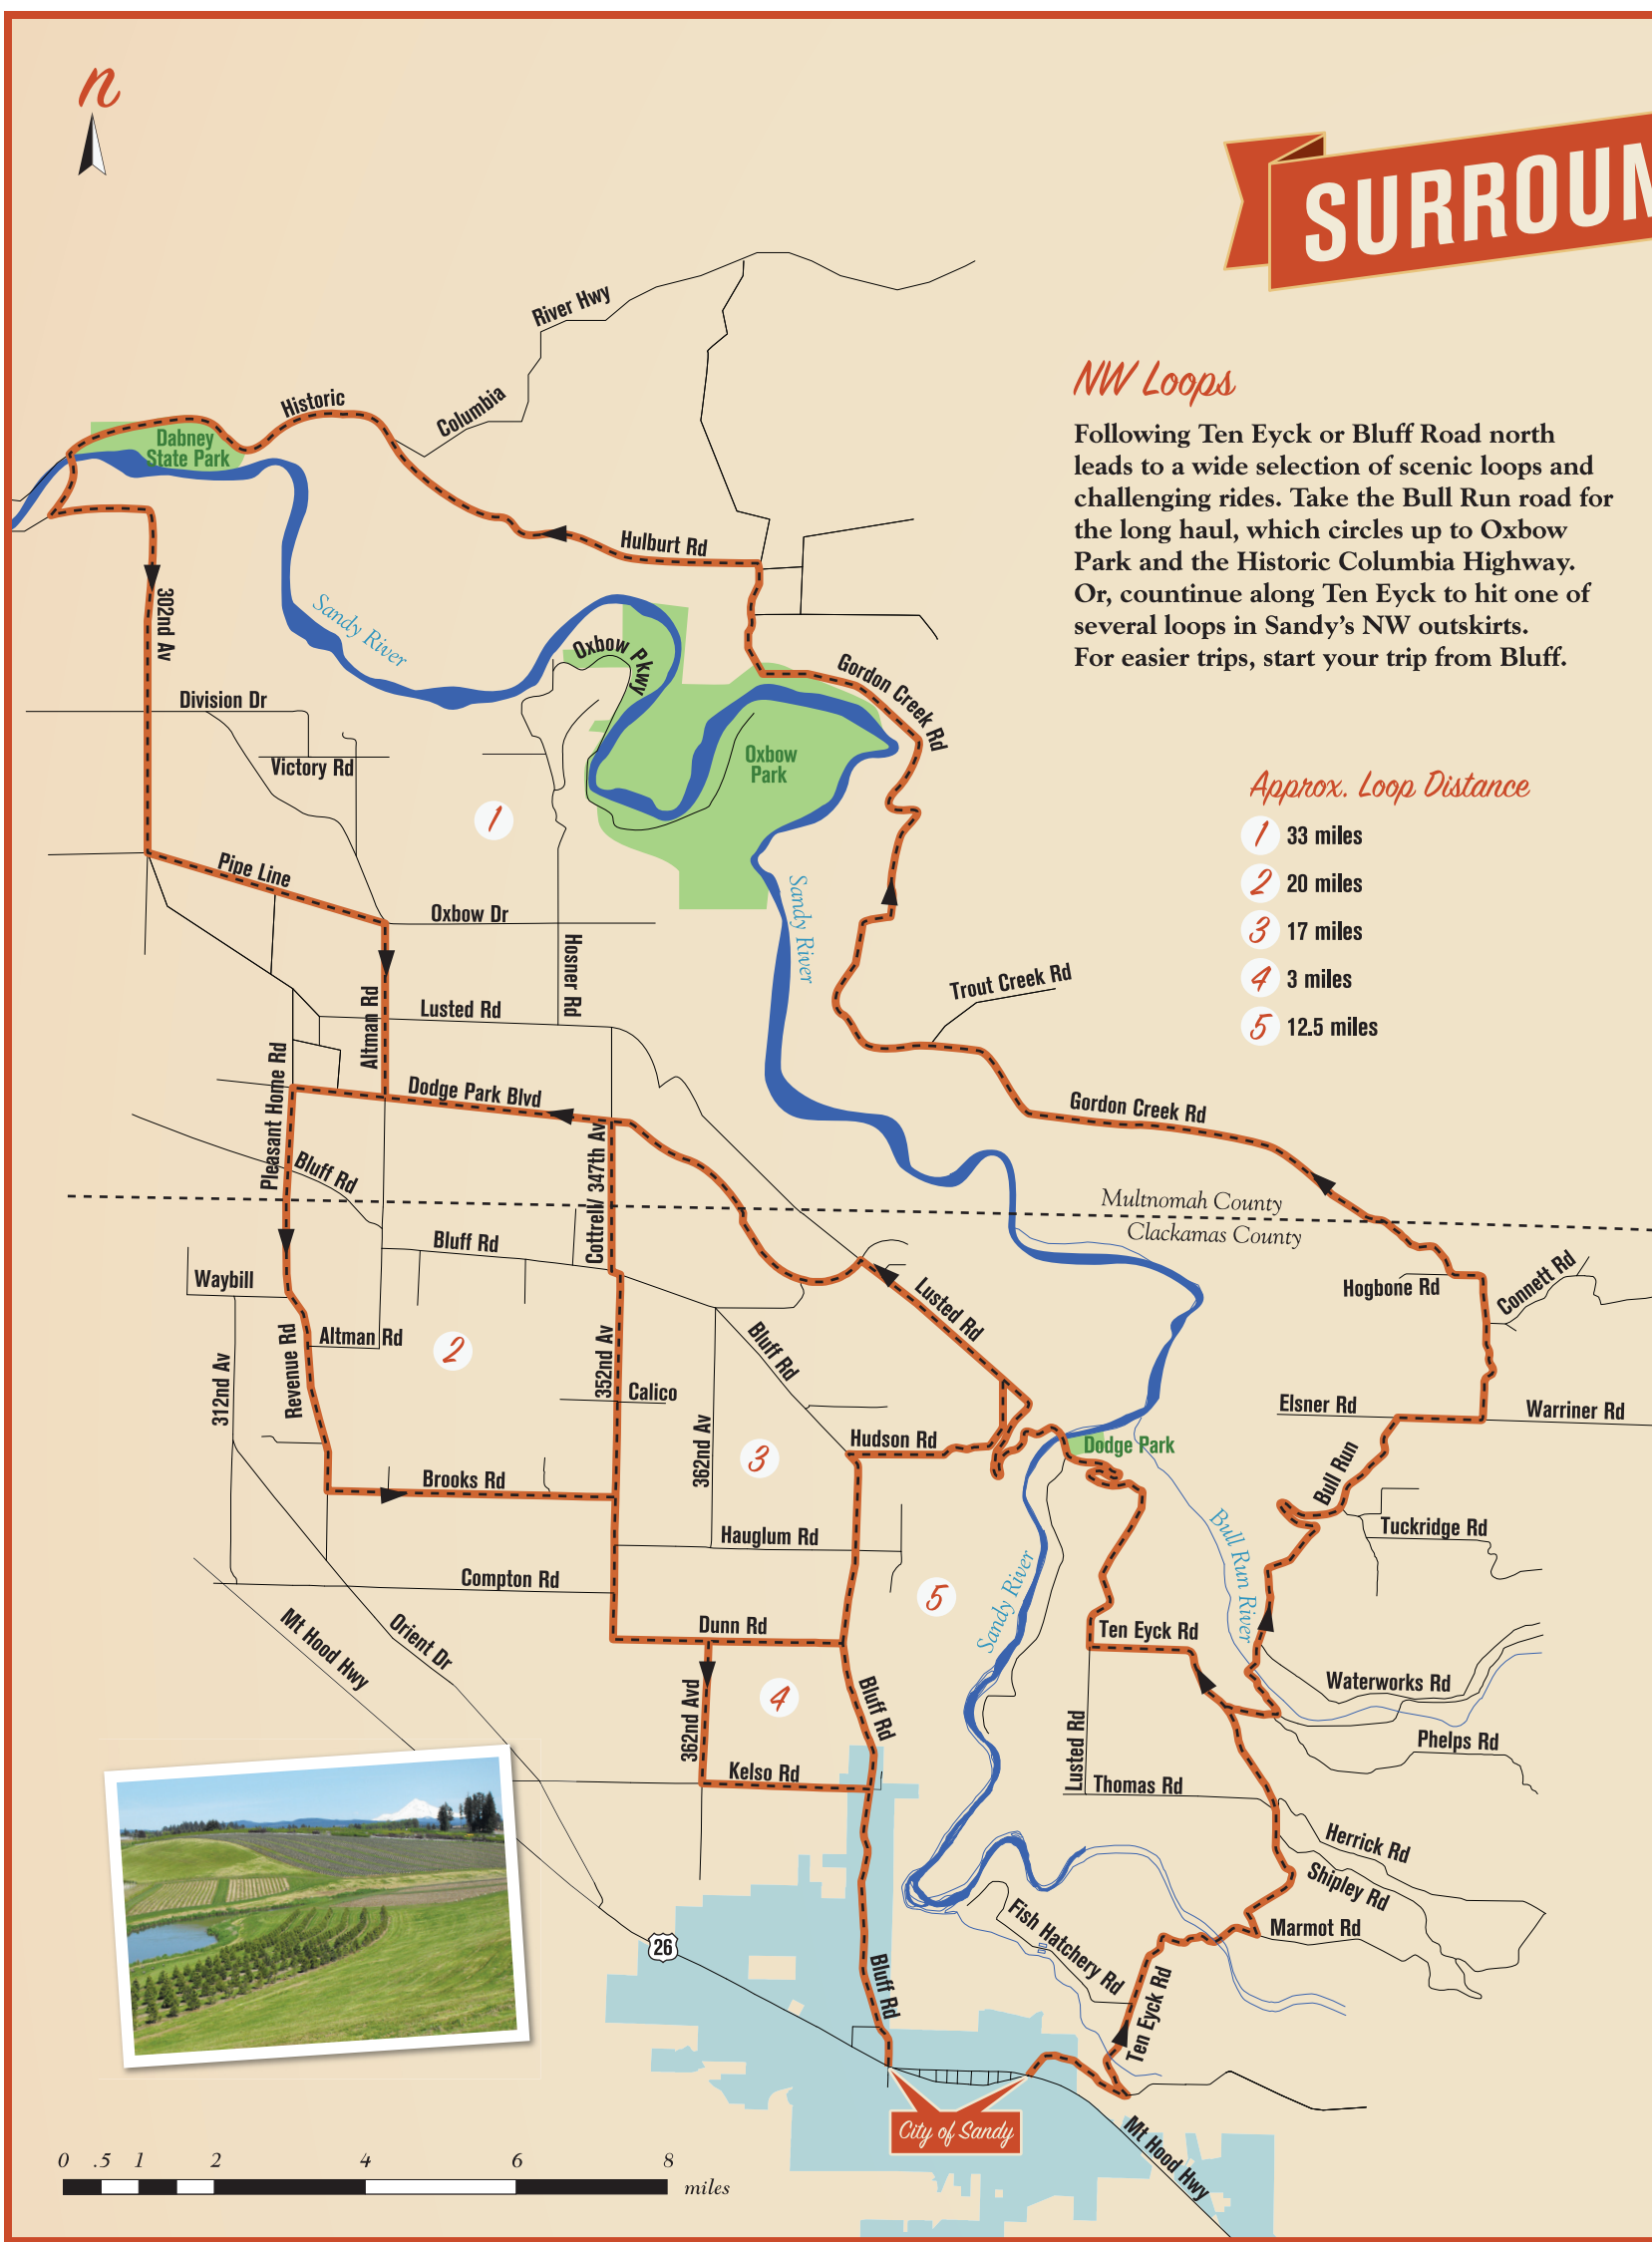 n
SURROUN
River Hwy
Historic
Columbia
Dabney
State Park
NW Loops
Following Ten Eyck or Bluff Road north
leads to a wide selection of scenic loops and
challenging rides. Take the Bull Run road for
the long haul, which circles up to Oxbow
Park and the Historic Columbia Highway.
Or, countinue along Ten Eyck to hit one of
several loops in Sandy's NW outskirts.
For easier trips, start your trip from Bluff.
Hulburt Rd
302nd Av
Sandy River
Oxbow Pkwy
Gordon Creek Rd
Division Dr
Victory Rd
Oxbow
Park
1
Approx. Loop Distance
1 33 miles
2 20 miles
3 17 miles
4 3 miles
5 12.5 miles
Pipe Line
Oxbow Dr
Sandy River
Hosner Rd
Trout Creek Rd
Altman Rd
Lusted Rd
Pleasant Home Rd
Dodge Park Blvd
Gordon Creek Rd
Cottrell/ 347th Av
Bluff Rd
Multnomah County
Clackamas County
Bluff Rd
Waybill
Hogbone Rd
Connett Rd
Lusted Rd
Altman Rd
2
Revenue Rd
312nd Av
352nd Av
Bluff Rd
Calico
Elsner Rd
Warriner Rd
362nd Av
3
Hudson Rd
Dodge Park
Brooks Rd
Bull Run
Hauglum Rd
Tuckridge Rd
Bull Run River
Compton Rd
5
Sandy River
Mt Hood Hwy
Orient Dr
Dunn Rd
Ten Eyck Rd
4
362nd Avd
Bluff Rd
Waterworks Rd
Lusted Rd
Phelps Rd
Kelso Rd
Thomas Rd
Herrick Rd
Shipley Rd
Marmot Rd
Fish Hatchery Rd
26
Bluff Rd
Ten Eyck Rd
City of Sandy
Mt Hood Hwy
0 .5 1 2 4 6 8
miles